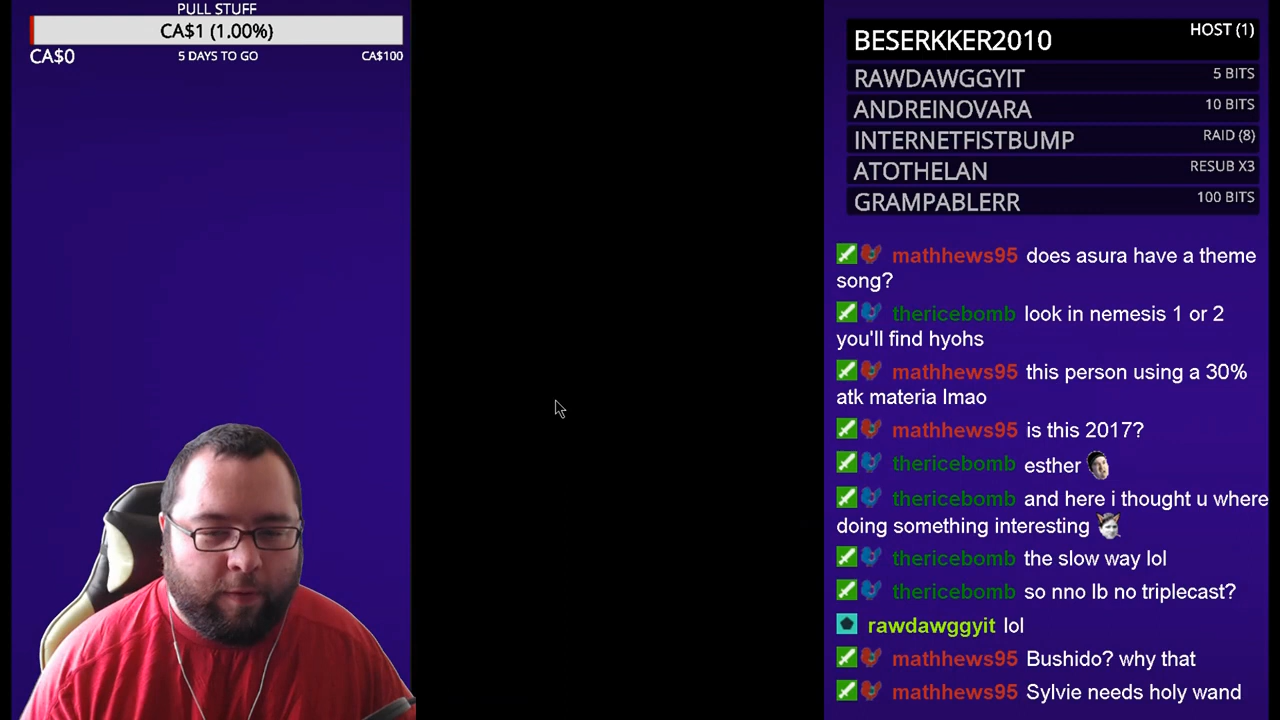 PULL STUFF
CA$1 (1.00%)
CA$0 5 DAYS TO GO CA$100
BESERKKER2010 HOST (1)
RAWDAWGGYIT 5 BITS
ANDREINOVARA 10 BITS
INTERNETFISTBUMP RAID (8)
ATOTHELAN RESUB X3
GRAMPABLERR 100 BITS
mathhews95 does asura have a theme
song?
thericebomb look in nemesis 1 or 2
you'll find hyohs
mathhews95 this person using a 30%
atk materia lmao
mathhews95 is this 2017?
thericebomb esther
thericebomb and here i thought u where
doing something interesting
thericebomb the slow way lol
thericebomb so nno lb no triplecast?
rawdawggyit lol
mathhews95 Bushido? why that
mathhews95 Sylvie needs holy wand